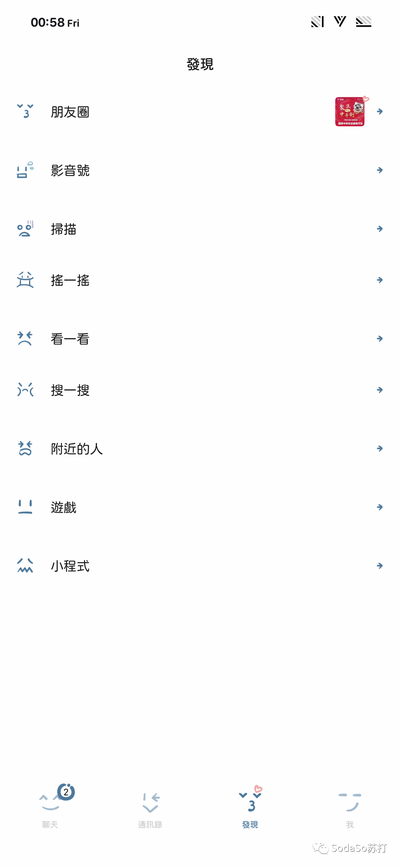 00:58 Fri
發現
朋友圈
影音號
掃描
搖一搖
看一看
搜一搜
附近的人
遊戲
小程式
2
聊天
通訊錄
發現
我
SodaSo苏打